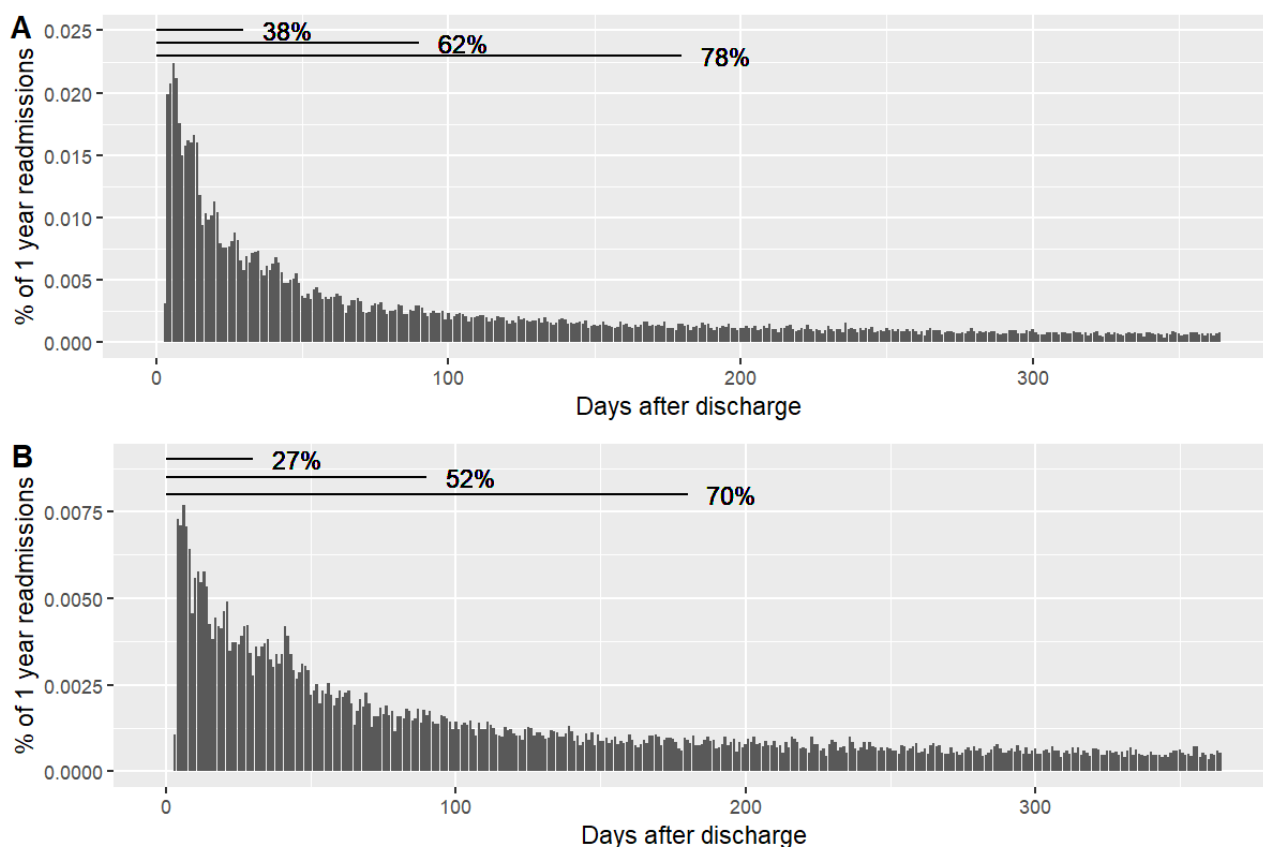 A
% of 1 year readmissions
0.025
0.020
0.015
0.010
0.005
0.000
38%
62%
78%
0 100 200 300
Days after discharge
B
% of 1 year readmissions
0.0075
0.0050
0.0025
0.0000
27%
52%
70%
0 100 200 300
Days after discharge